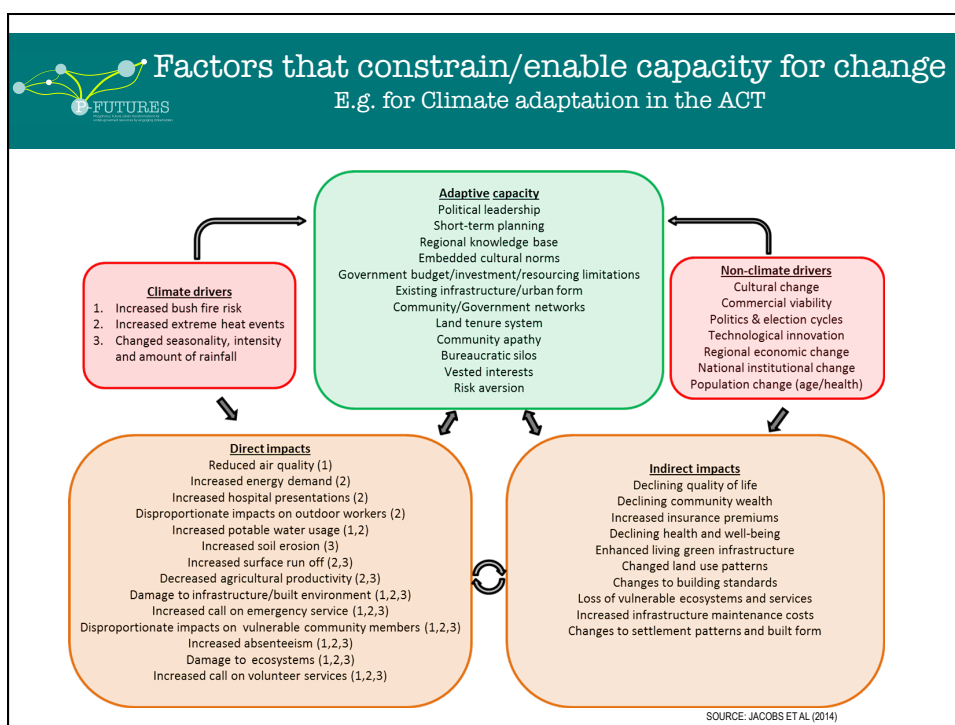 Factors that constrain/enable capacity for change
E.g. for Climate adaptation in the ACT
P-FUTURES
Adaptive capacity
Political leadership
Short-term planning
Regional knowledge base
Embedded cultural norms
Government budget/investment/resourcing limitations
Existing infrastructure/urban form
Community/Government networks
Land tenure system
Community apathy
Bureaucratic silos
Vested interests
Risk aversion
Climate drivers
1. Increased bush fire risk
2. Increased extreme heat events
3. Changed seasonality, intensity
and amount of rainfall
Non-climate drivers
Cultural change
Commercial viability
Politics & election cycles
Technological innovation
Regional economic change
National institutional change
Population change (age/health)
Direct impacts
Reduced air quality (1)
Increased energy demand (2)
Increased hospital presentations (2)
Disproportionate impacts on outdoor workers (2)
Increased potable water usage (1,2)
Increased soil erosion (3)
Increased surface run off (2,3)
Decreased agricultural productivity (2,3)
Damage to infrastructure/built environment (1,2,3)
Increased call on emergency service (1,2,3)
Disproportionate impacts on vulnerable community members (1,2,3)
Increased absenteeism (1,2,3)
Damage to ecosystems (1,2,3)
Increased call on volunteer services (1,2,3)
Indirect impacts
Declining quality of life
Declining community wealth
Increased insurance premiums
Declining health and well-being
Enhanced living green infrastructure
Changed land use patterns
Changes to building standards
Loss of vulnerable ecosystems and services
Increased infrastructure maintenance costs
Changes to settlement patterns and built form
SOURCE: JACOBS ET AL (2014)